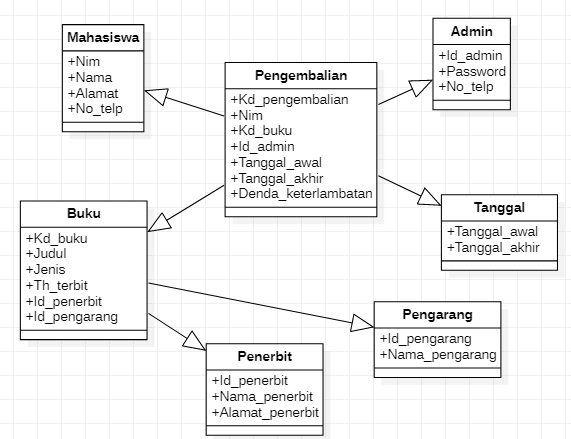 Mahasiswa
+Nim
+Nama
+Alamat
+No_telp
Pengembalian
+Kd_pengembalian
+Nim
+Kd_buku
+Id_admin
+Tanggal_awal
+Tanggal_akhir
+Denda_keterlambatan
Admin
+Id_admin
+Password
+No_telp
Buku
+Kd_buku
+Judul
+Jenis
+Th_terbit
+Id_penerbit
+Id_pengarang
Tanggal
+Tanggal_awal
+Tanggal_akhir
Penerbit
+Id_penerbit
+Nama_penerbit
+Alamat_penerbit
Pengarang
+Id_pengarang
+Nama_pengarang